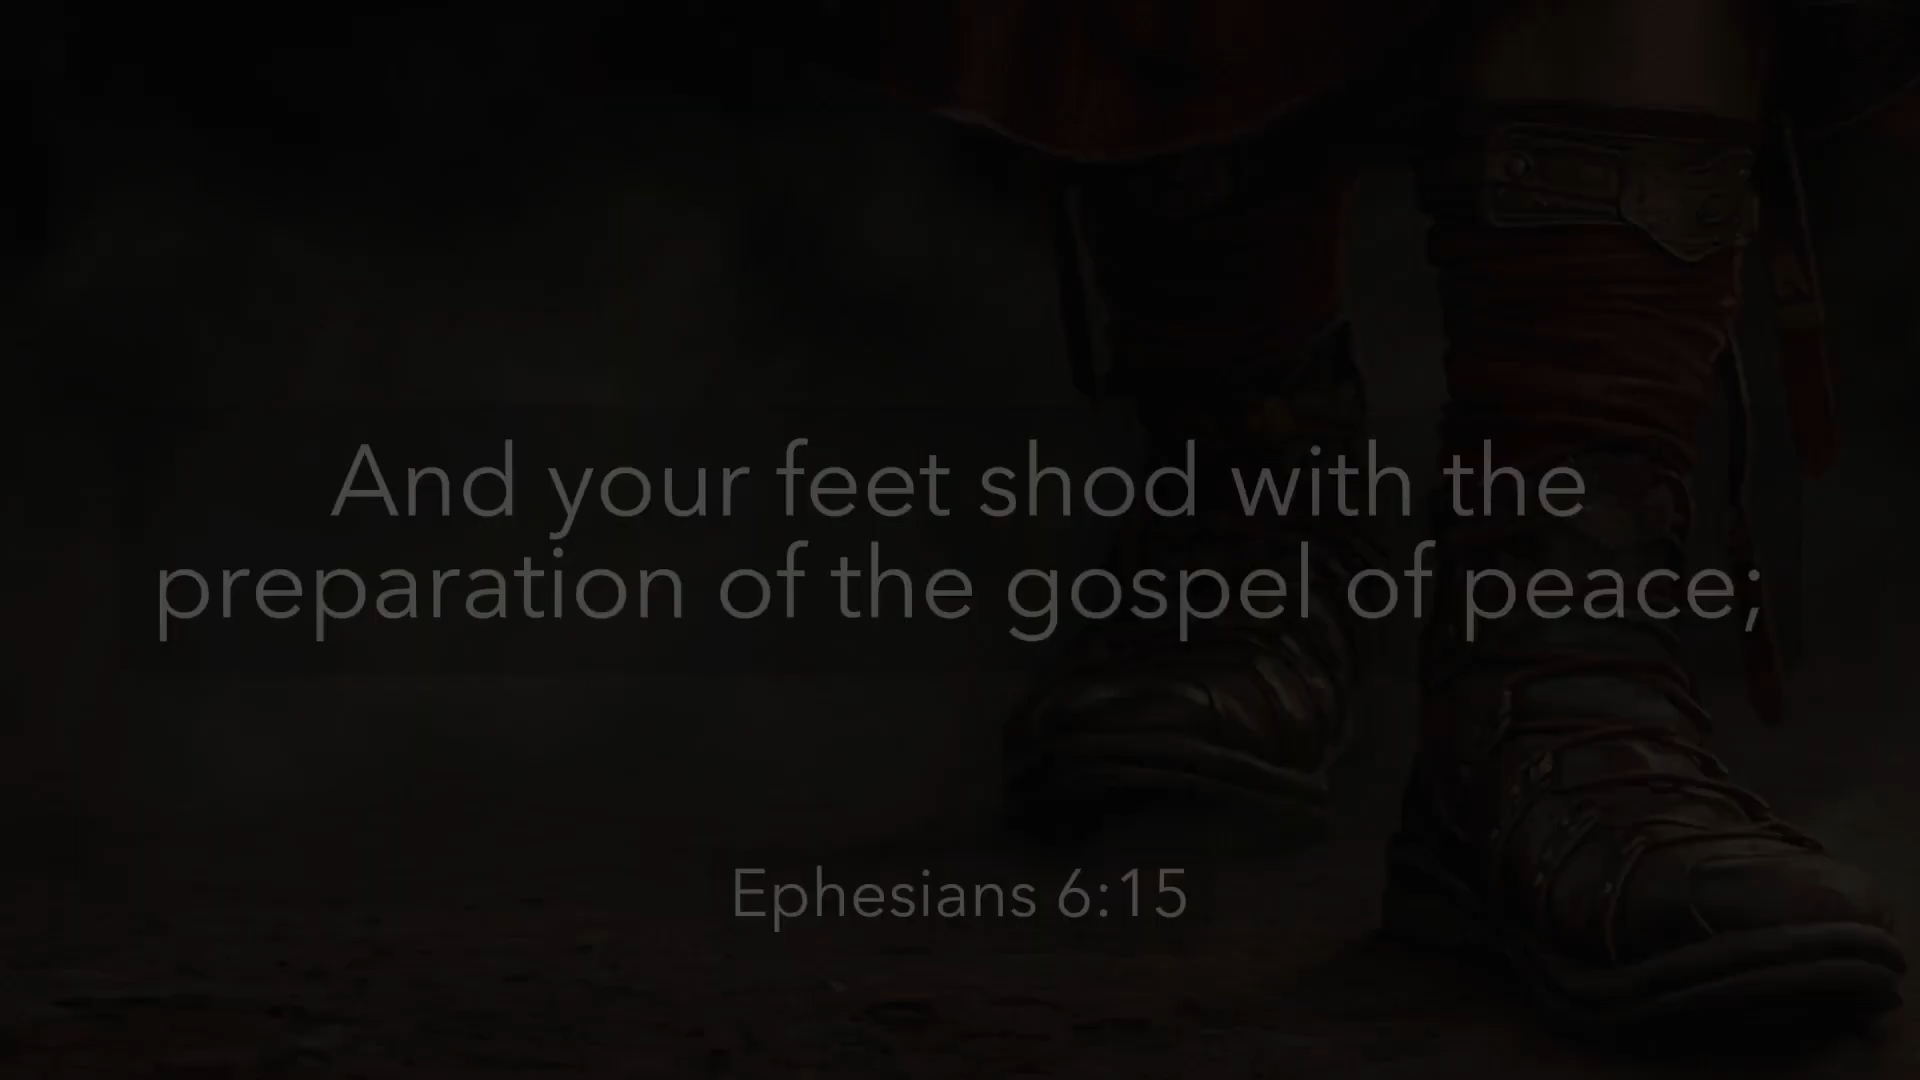 And your feet shod with the
preparation of the gospel of peace;
Ephesians 6:15